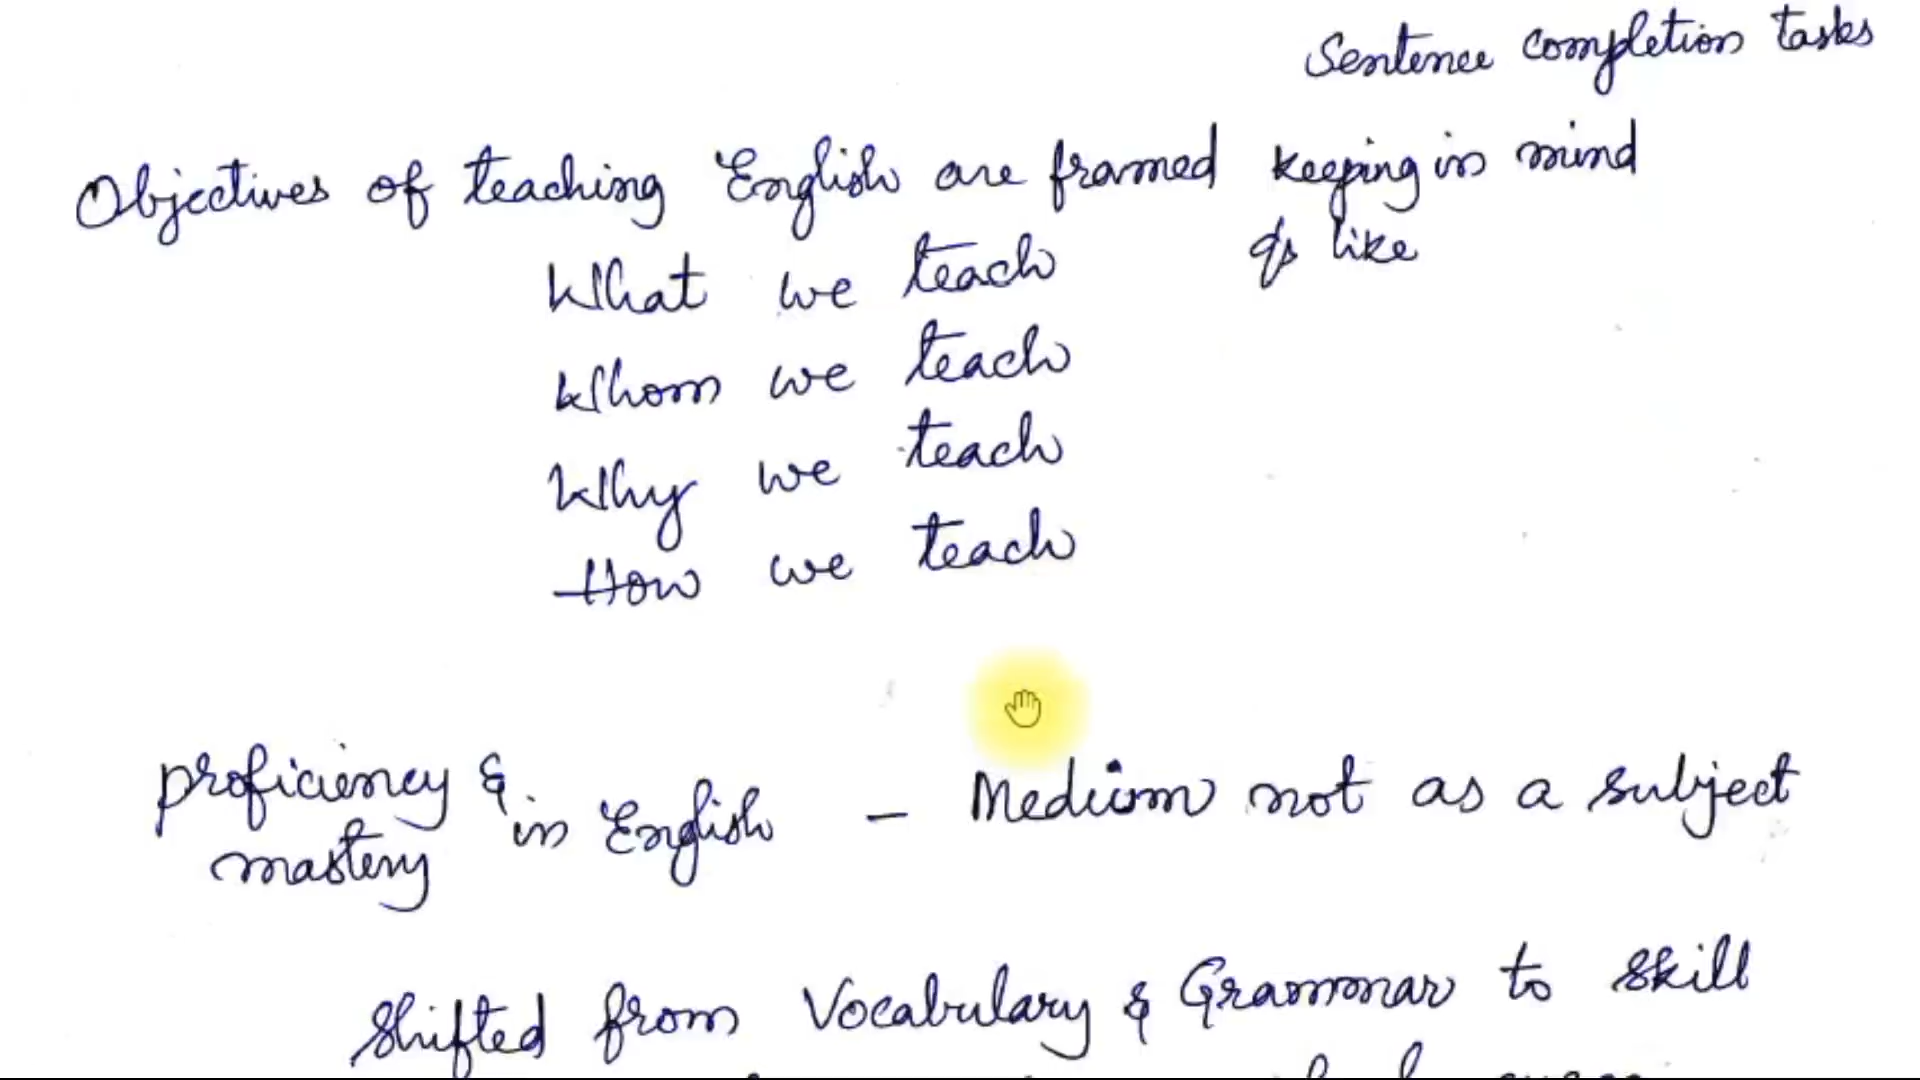 Sentence completion tasks
Objectives of teaching English are framed keeping in mind
qs like
What we teach
Whom we teach
Why we teach
How we teach
proficiency &
mastery in English - Medium not as a subject
Shifted from Vocabulary & Grammar to skill